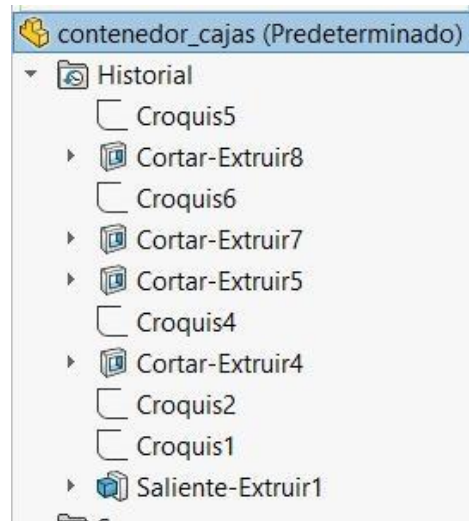 contenedor_cajas (Predeterminado)
Historial
Croquis5
Cortar-Extruir8
Croquis6
Cortar-Extruir7
Cortar-Extruir5
Croquis4
Cortar-Extruir4
Croquis2
Croquis1
Saliente-Extruir1